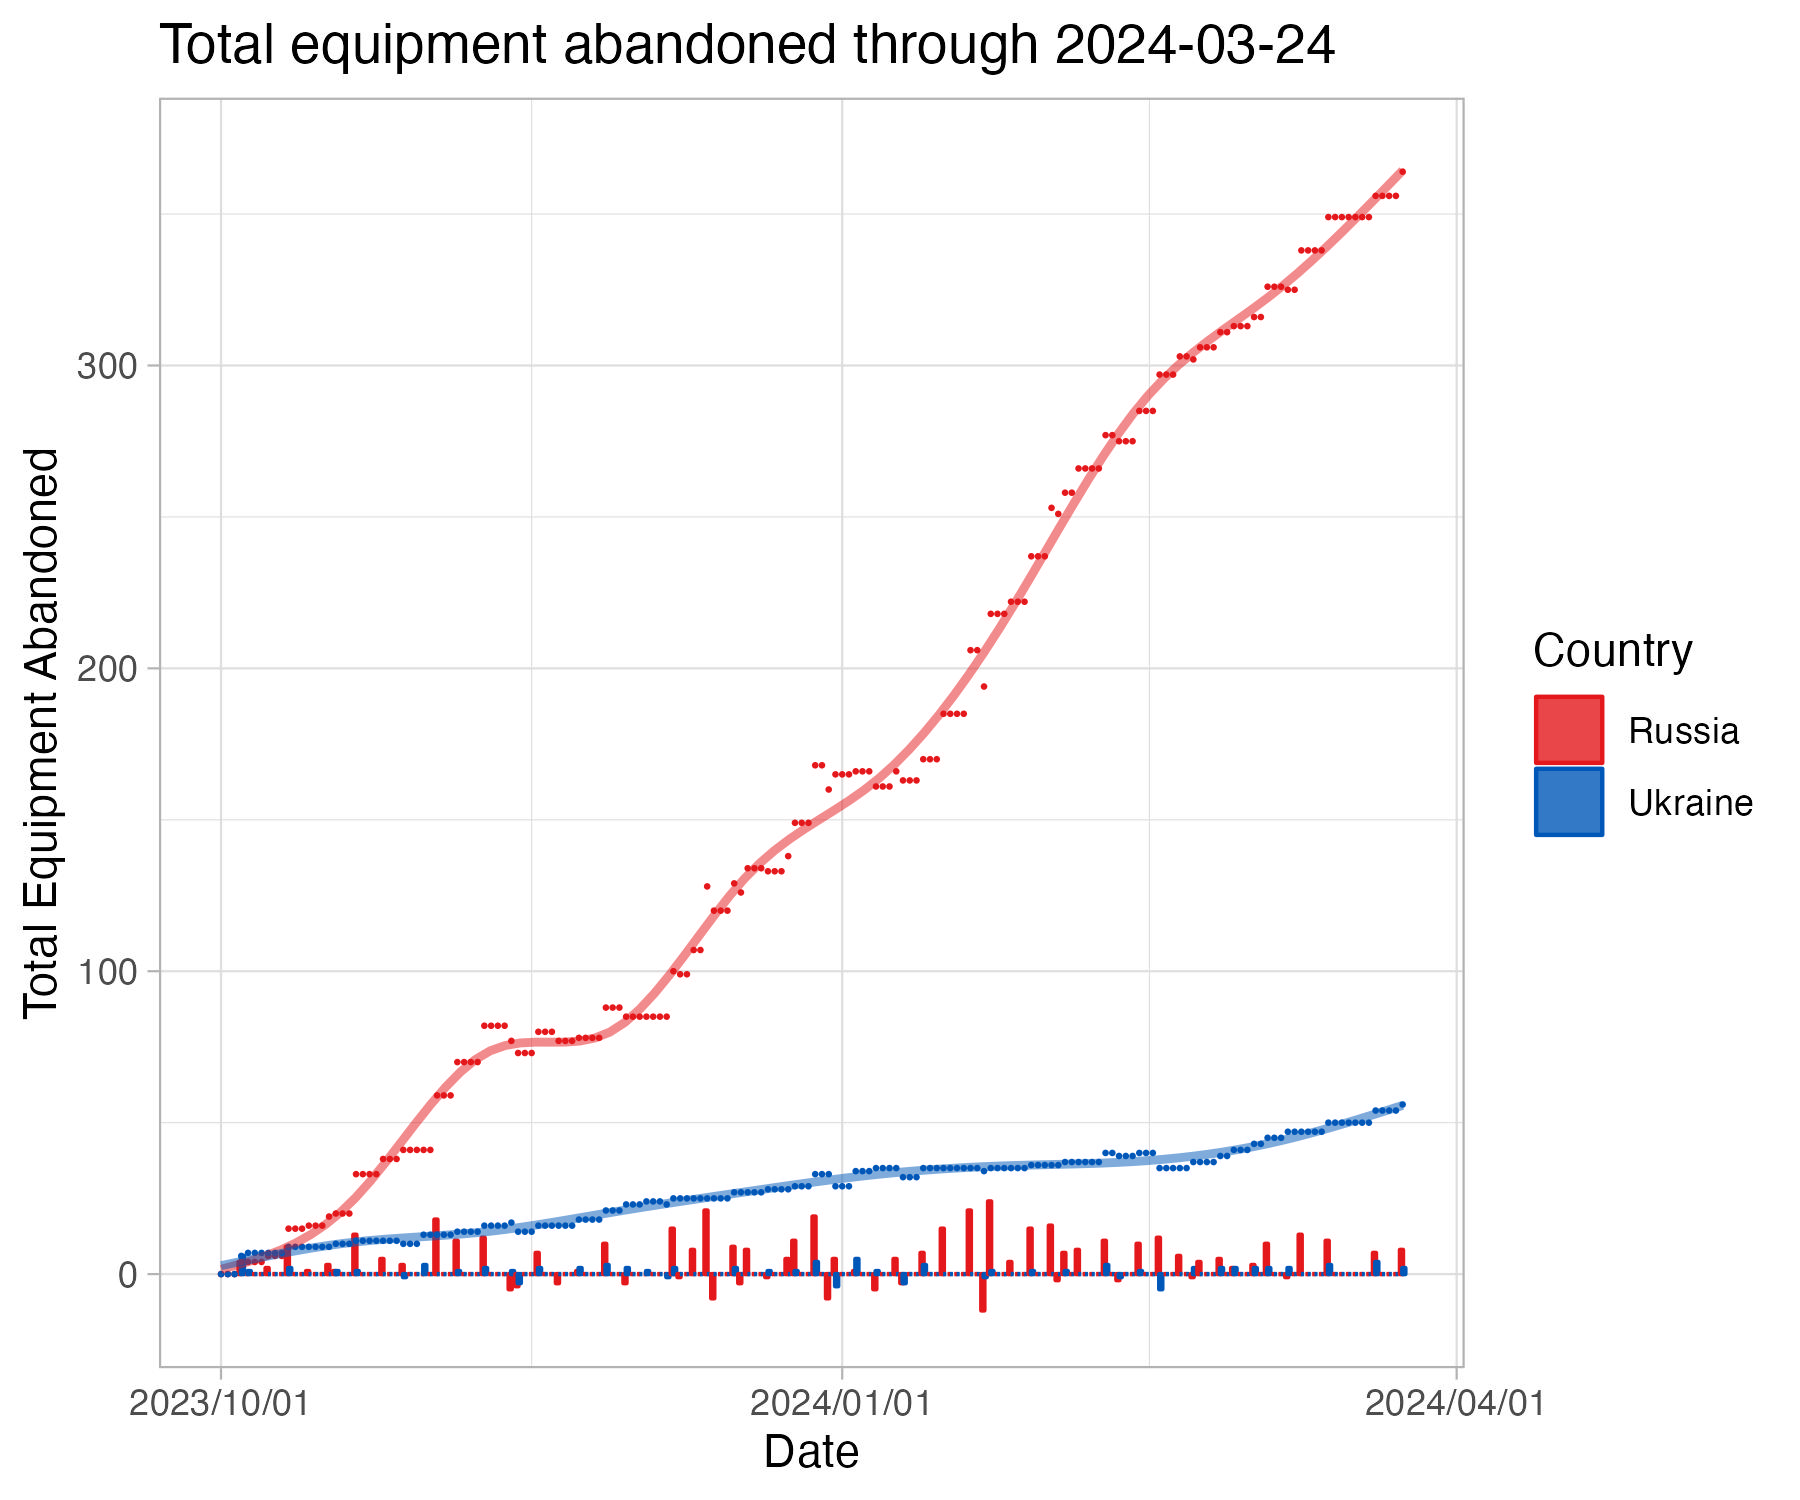 Total equipment abandoned through 2024-03-24
Total Equipment Abandoned
300
200
100
0
2023/10/01
2024/01/01
2024/04/01
Date
Country
Russia
Ukraine